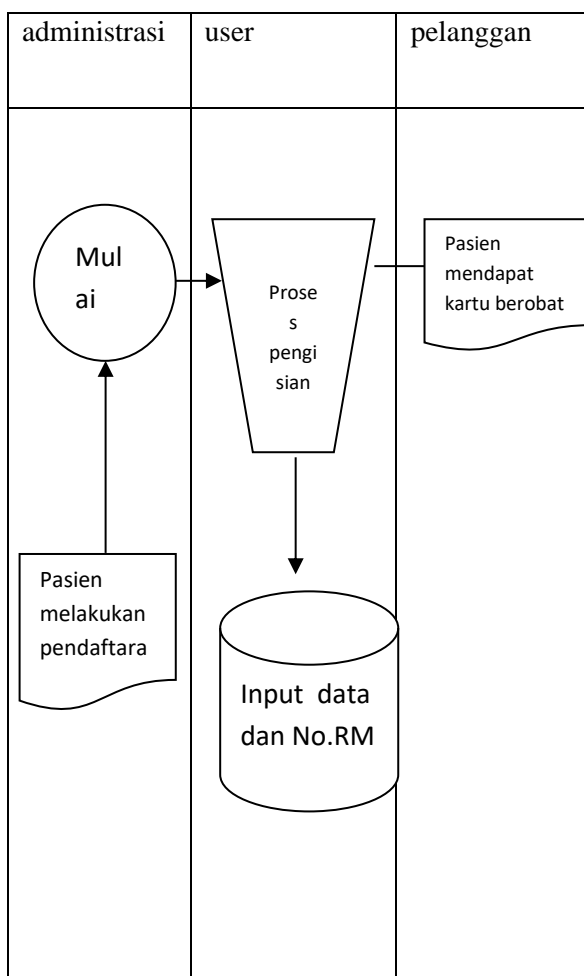 administrasi
user
pelanggan
Mul
ai
Prose
s
pengi
sian
Pasien
mendapat
kartu berobat
Pasien
melakukan
pendaftara
Input data
dan No.RM